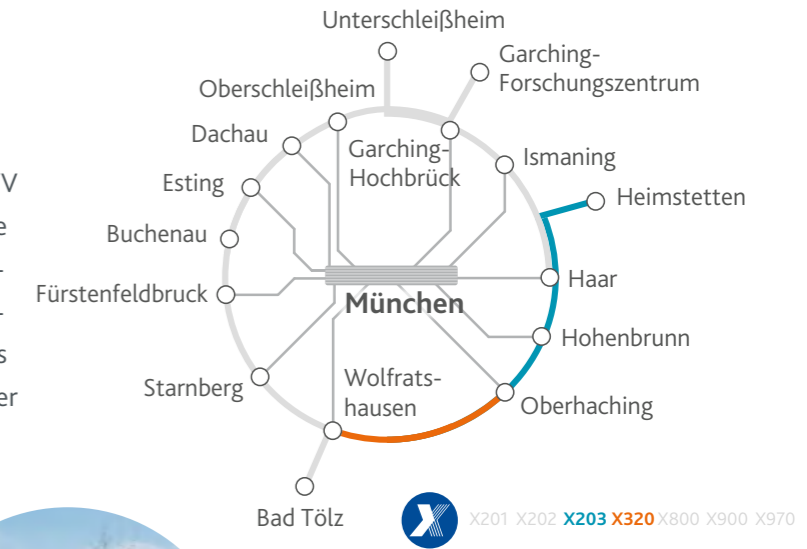 Unterschleißheim
Garching-
Forschungszentrum
Oberschleißheim
Dachau
Garching-
Hochbrück
Ismaning
V
Esting
Heimstetten
e
Buchenau
-
Haar
Fürstenfeldbruck
-
München
s
Hohenbrunn
er
Starnberg
Wolfrats-
hausen
Oberhaching
Bad Tölz
X
X201 X202 X203 X320 X800 X900 X970